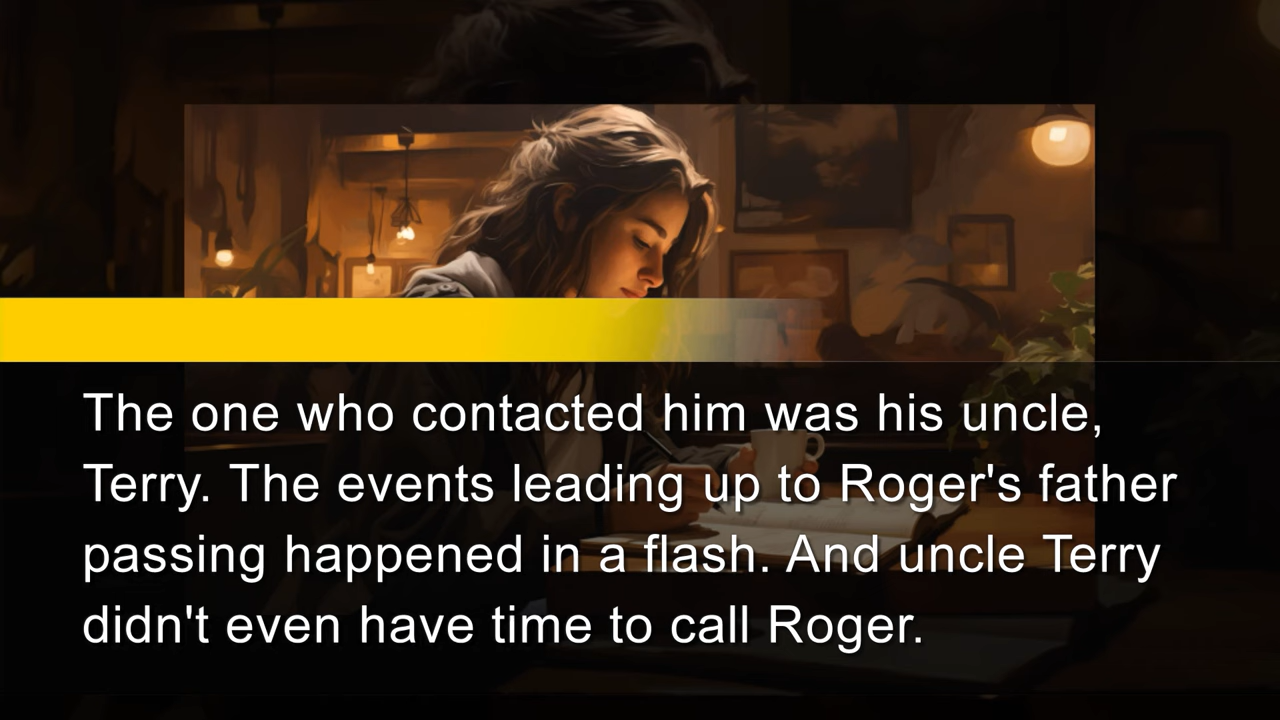 The one who contacted him was his uncle,
Terry. The events leading up to Roger's father
passing happened in a flash. And uncle Terry
didn't even have time to call Roger.